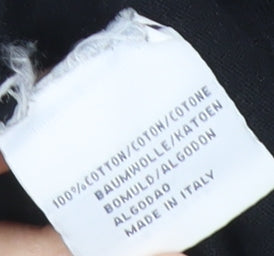 100%COTTON/COTON/COTONE
BAUMWOLLE/KATOEN
BOMULD/ALGODON
ALGODAO
MADE IN ITALY